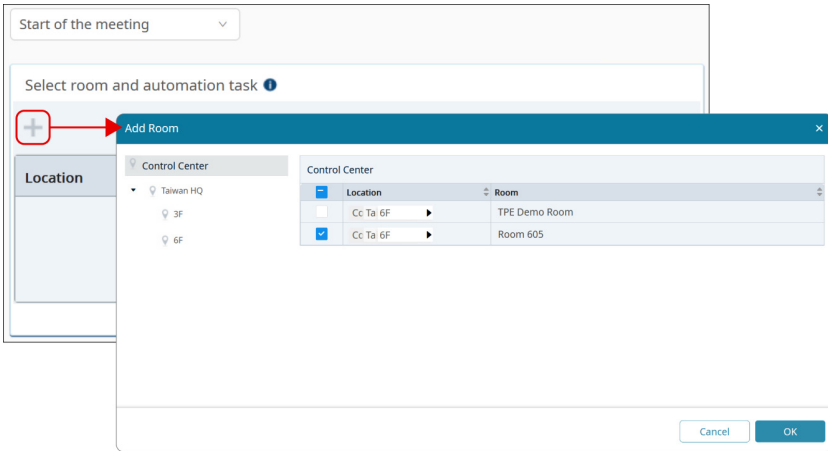 Start of the meeting
Select room and automation task i
Add Room
Location
Control Center
Taiwan HQ
3F
6F
Control Center
Location Room
Cc Ta 6F TPE Demo Room
Cc Ta 6F Room 605
Cancel OK